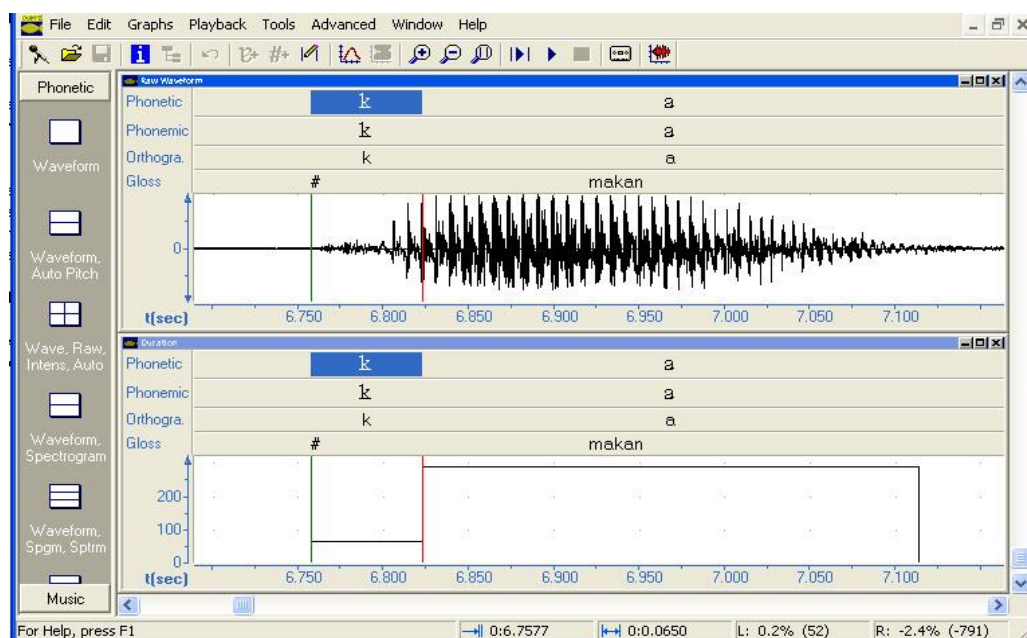 File Edit Graphs Playback Tools Advanced Window Help
Phonetic
Waveform
Waveform,
Auto Pitch
Wave, Raw,
Intens, Auto
Waveform,
Spectrogram
Waveform,
Spgm, Sptrm
Music
Raw Waveform
Phonetic k a
Phonemic k a
Orthogra. k a
Gloss # makan
0
t(sec) 6.750 6.800 6.850 6.900 6.950 7.000 7.050 7.100
Duration
Phonetic k a
Phonemic k a
Orthogra. k a
Gloss # makan
200
100
0
t(sec) 6.750 6.800 6.850 6.900 6.950 7.000 7.050 7.100
For Help, press F1 0:6.7577 0:0.0650 L: 0.2% (52) R: -2.4% (-791)